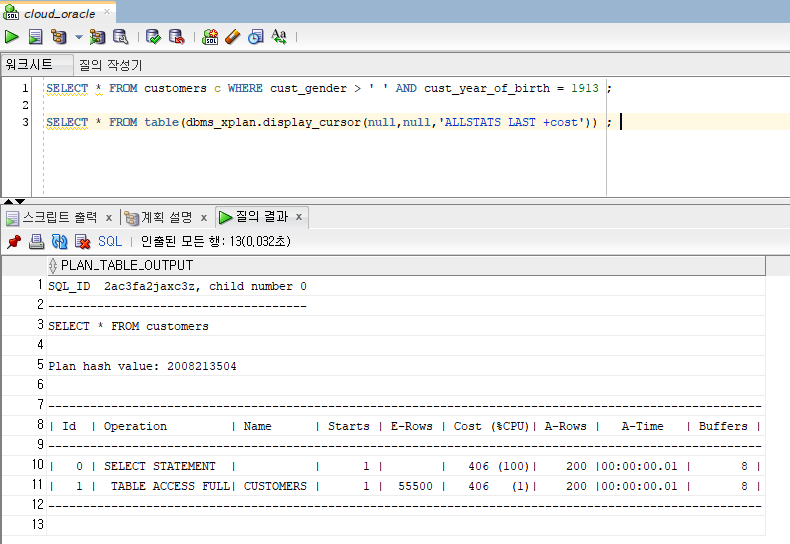 cloud_oracle ×
워크시트 질의 작성기
1 SELECT * FROM customers c WHERE cust_gender > ' ' AND cust_year_of_birth = 1913 ;
2
3 SELECT * FROM table(dbms_xplan.display_cursor(null,null,'ALLSTATS LAST +cost')) ;
스크립트 출력 × 계획 설명 × 질의 결과 ×
SQL | 인출된 모든 행: 13(0,032초)
PLAN_TABLE_OUTPUT
1 SQL_ID  2ac3fa2jaxc3z, child number 0
2 -------------------------------------
3 SELECT * FROM customers
4
5 Plan hash value: 2008213504
6
7 --------------------------------------------------------------------------------------------------
8 | Id  | Operation         | Name      | Starts | E-Rows | Cost (%CPU)| A-Rows |   A-Time   | Buffers |
9 --------------------------------------------------------------------------------------------------
10 |   0 | SELECT STATEMENT  |           |      1 |        |   406 (100)|    200 |00:00:00.01 |       8 |
11 |   1 |  TABLE ACCESS FULL| CUSTOMERS |      1 |  55500 |   406   (1)|    200 |00:00:00.01 |       8 |
12 --------------------------------------------------------------------------------------------------
13